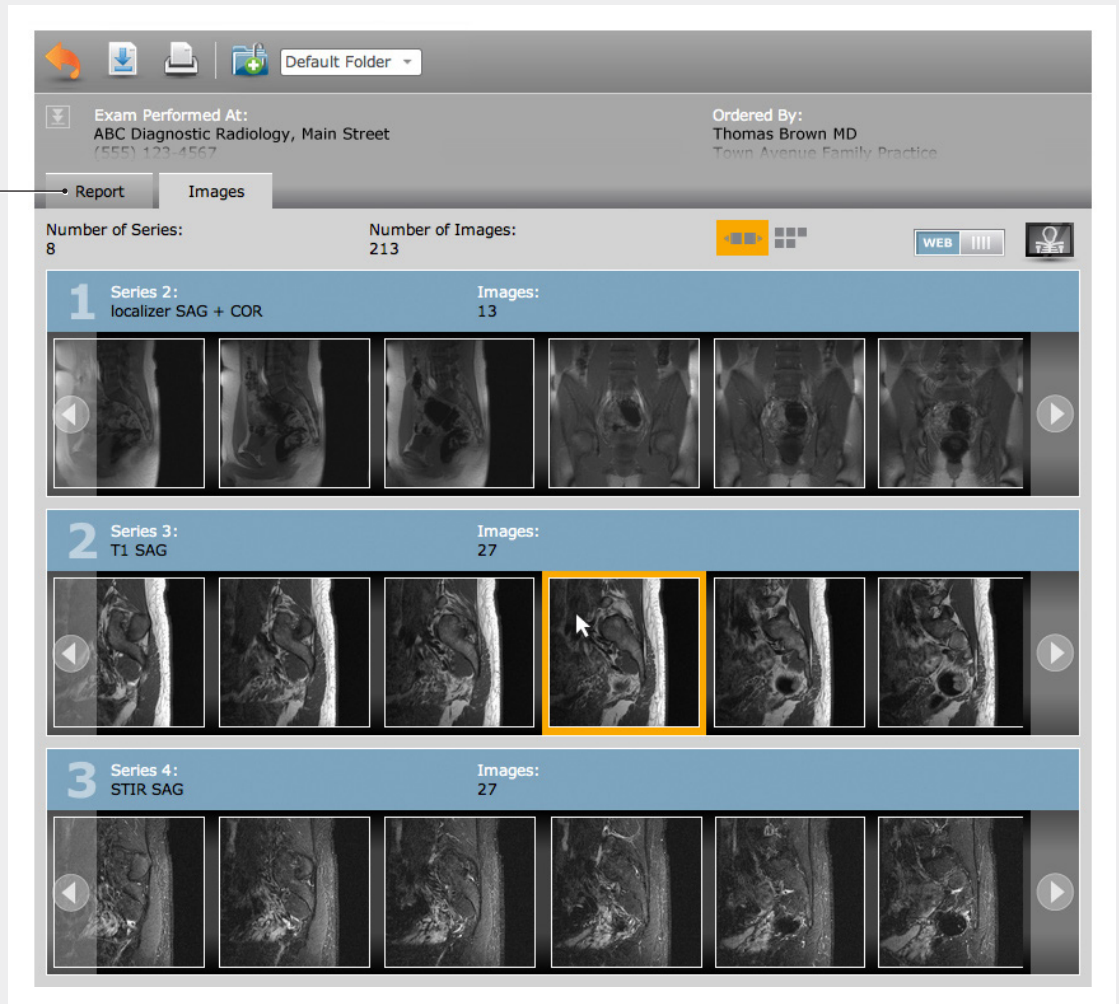 Default Folder
Exam Performed At:
ABC Diagnostic Radiology, Main Street
(555) 123-4567
Ordered By:
Thomas Brown MD
Town Avenue Family Practice
Report
Images
Number of Series:
8
Number of Images:
213
WEB
1
Series 2:
localizer SAG + COR
Images:
13
2
Series 3:
T1 SAG
Images:
27
3
Series 4:
STIR SAG
Images:
27